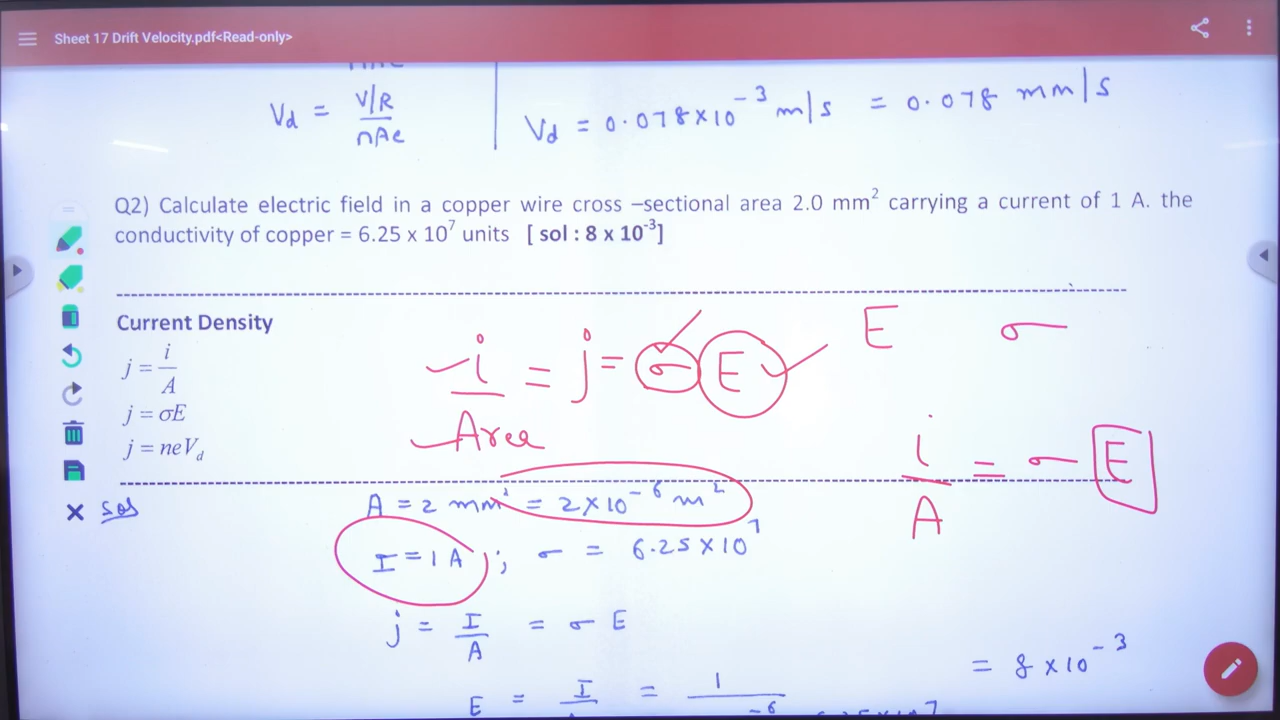 Sheet 17 Drift Velocity.pdf<Read-only>
Vd = V/R / nAe
Vd = 0.078×10⁻³ m/s = 0.078 mm/s
Q2) Calculate electric field in a copper wire cross –sectional area 2.0 mm² carrying a current of 1 A. the
conductivity of copper = 6.25 x 10⁷ units [ sol : 8 x 10⁻³]
Current Density
j = i / A
j = σE
j = neVd
i / Area = j = σ E
E σ
i / A = σ E
Sol
A = 2 mm² = 2×10⁻⁶ m²
I = 1 A ; σ = 6.25×10⁷
j = I / A = σ E
= 8×10⁻³
E = I = 1